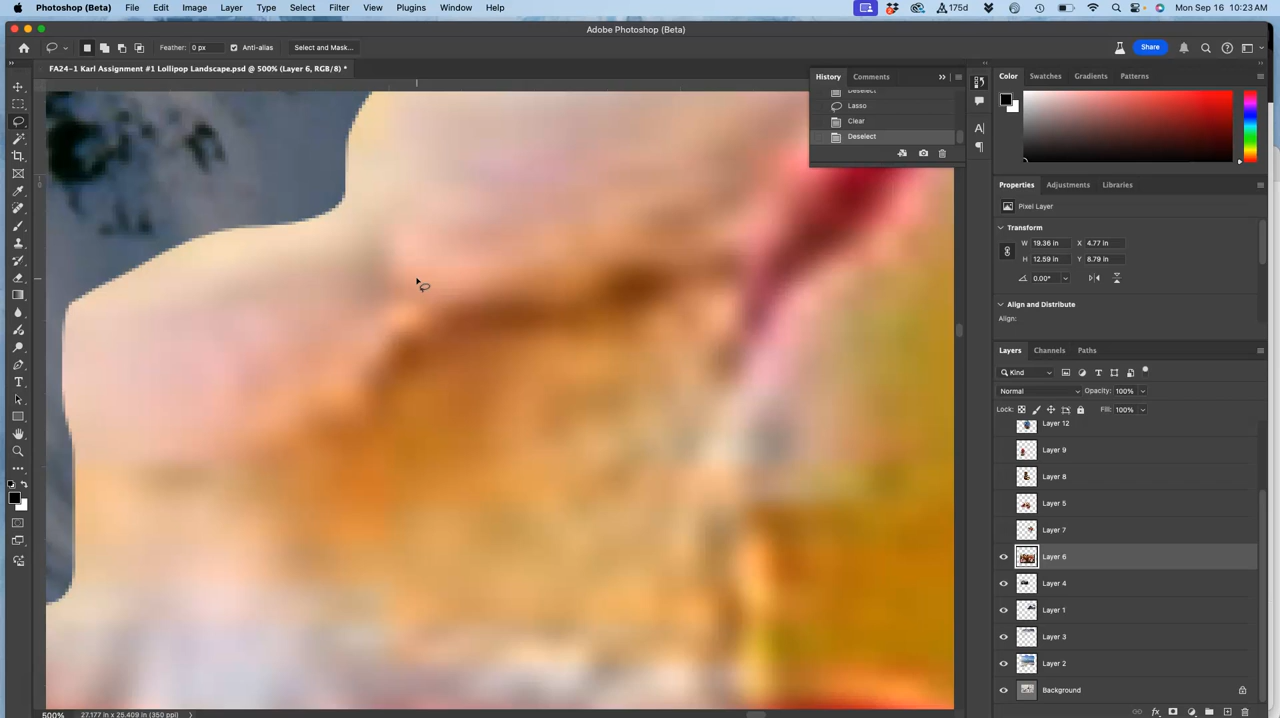 Photoshop (Beta) File Edit Image Layer Type Select Filter View Plugins Window Help 175d Mon Sep 16 10:23 AM
Adobe Photoshop (Beta)
Feather: 0 px Anti-alias Select and Mask... Share
FA24-1 Karl Assignment #1 Lollipop Landscape.psd @ 500% (Layer 6, RGB/8) *
History Comments
Deselect
Lasso
Clear
Deselect
Color Swatches Gradients Patterns
Properties Adjustments Libraries
Pixel Layer
Transform
W 19.36 in X 4.77 in
H 12.59 in Y 8.79 in
0.00°
Align and Distribute
Align:
Layers Channels Paths
Kind
Normal Opacity: 100%
Lock: Fill: 100%
Layer 12
Layer 9
Layer 8
Layer 5
Layer 7
Layer 6
Layer 4
Layer 1
Layer 3
Layer 2
Background
500% 27.177 in x 25.409 in (350 ppi)